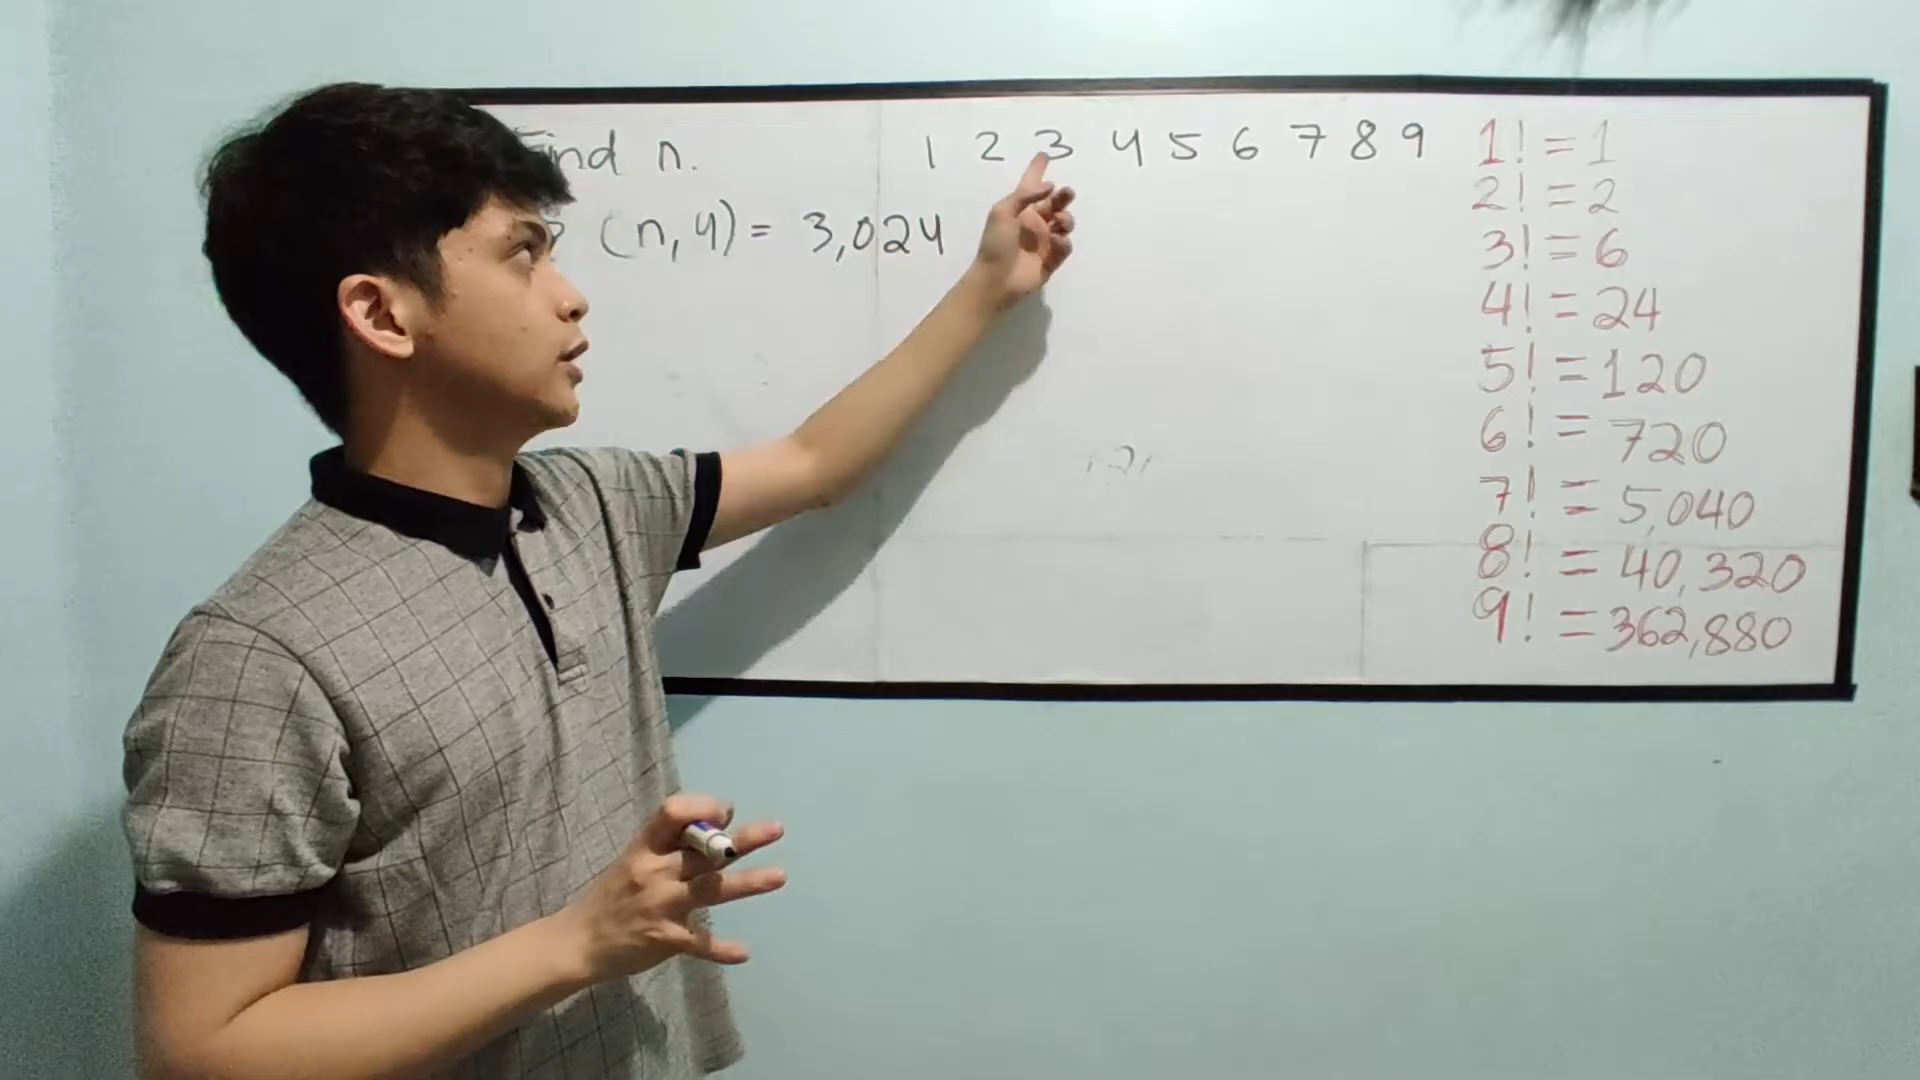 Find n.
P (n,4) = 3,024
1 2 3 4 5 6 7 8 9
1! = 1
2! = 2
3! = 6
4! = 24
5! = 120
6! = 720
7! = 5,040
8! = 40,320
9! = 362,880